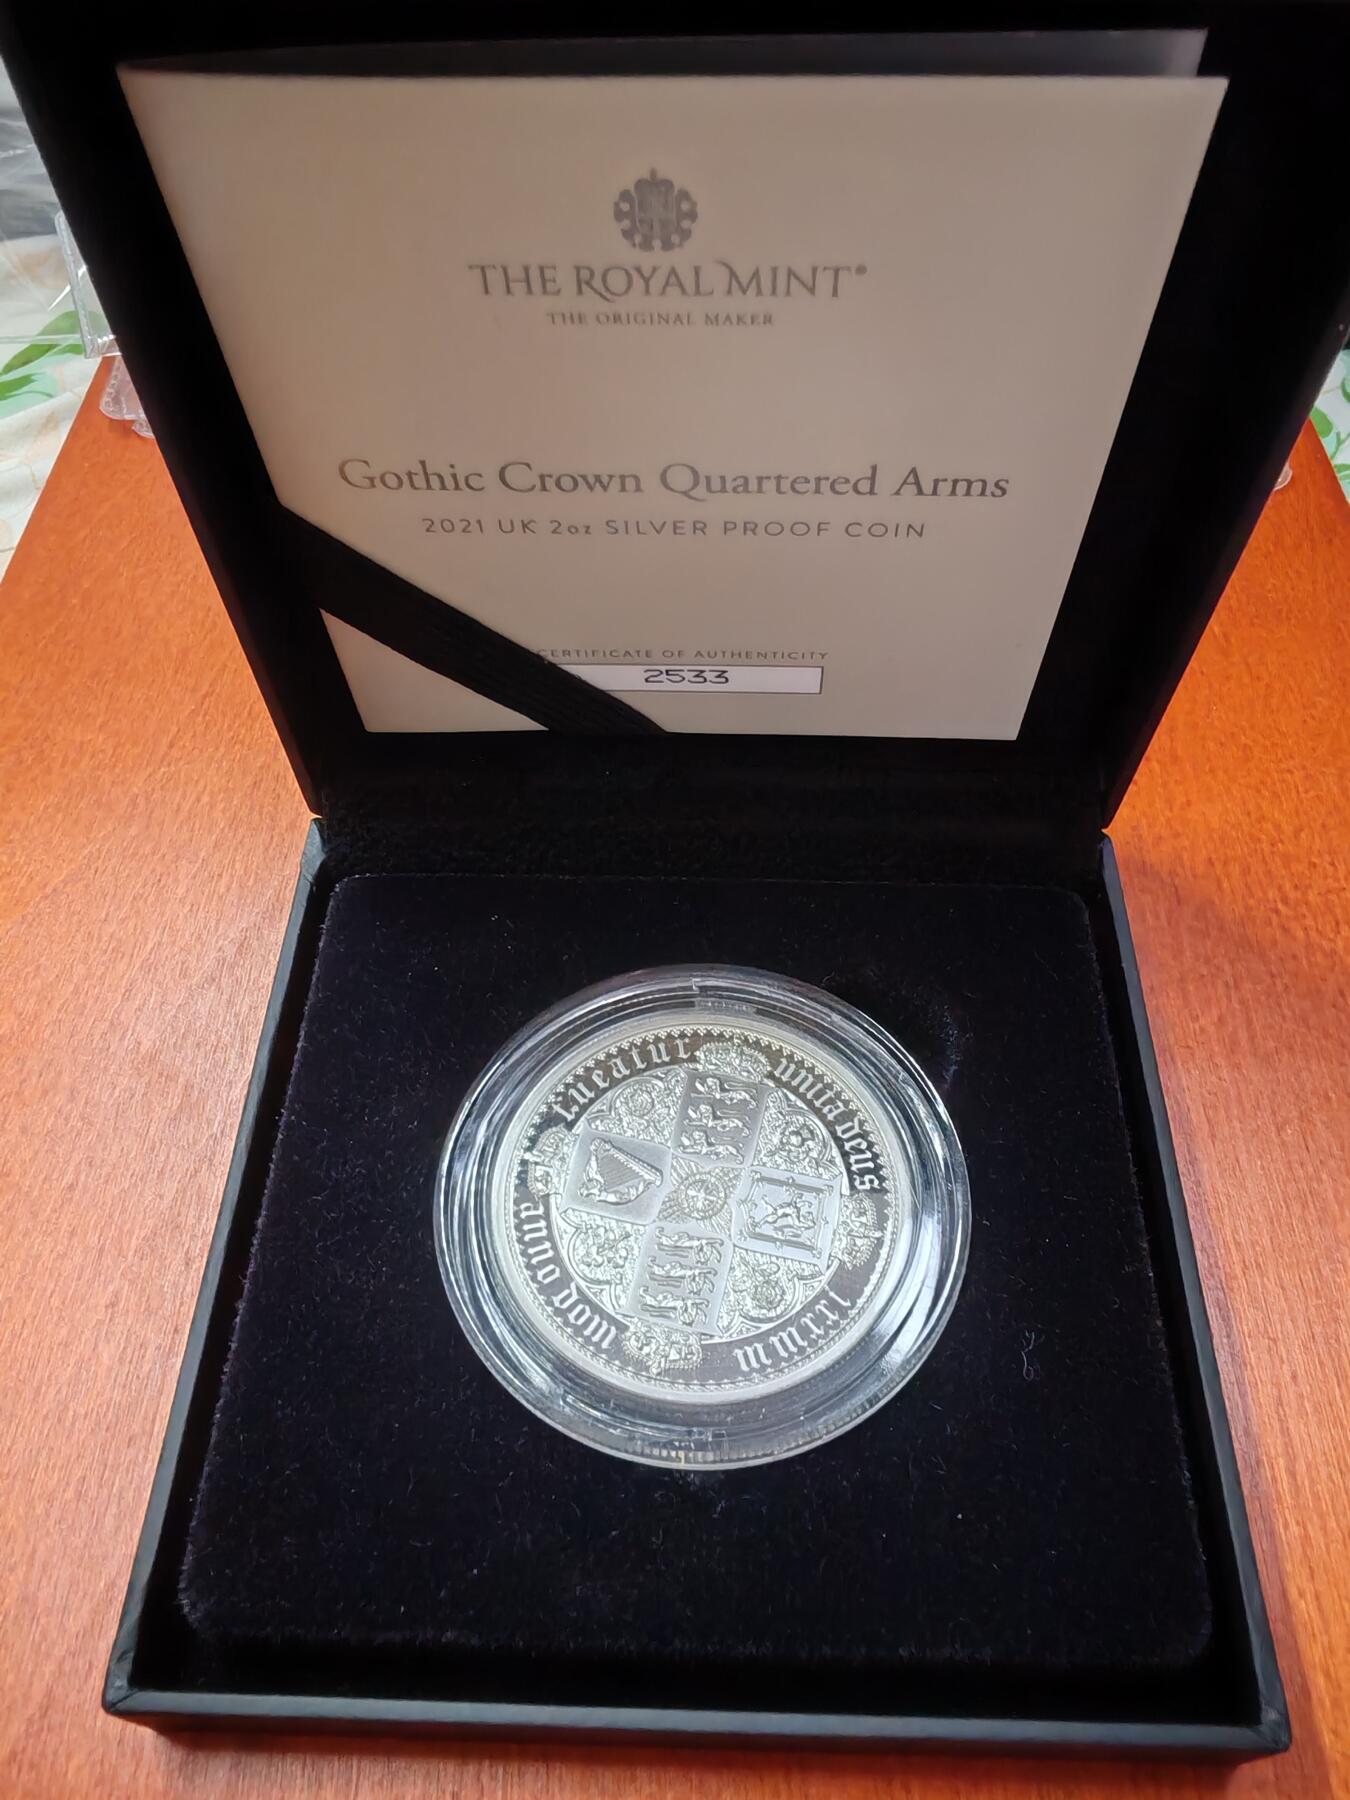 THE ROYAL MINT®
THE ORIGINAL MAKER
Gothic Crown Quartered Arms
2021 UK 2oz SILVER PROOF COIN
CERTIFICATE OF AUTHENTICITY
2533
tueatur unita deus
anno dom mmxxi